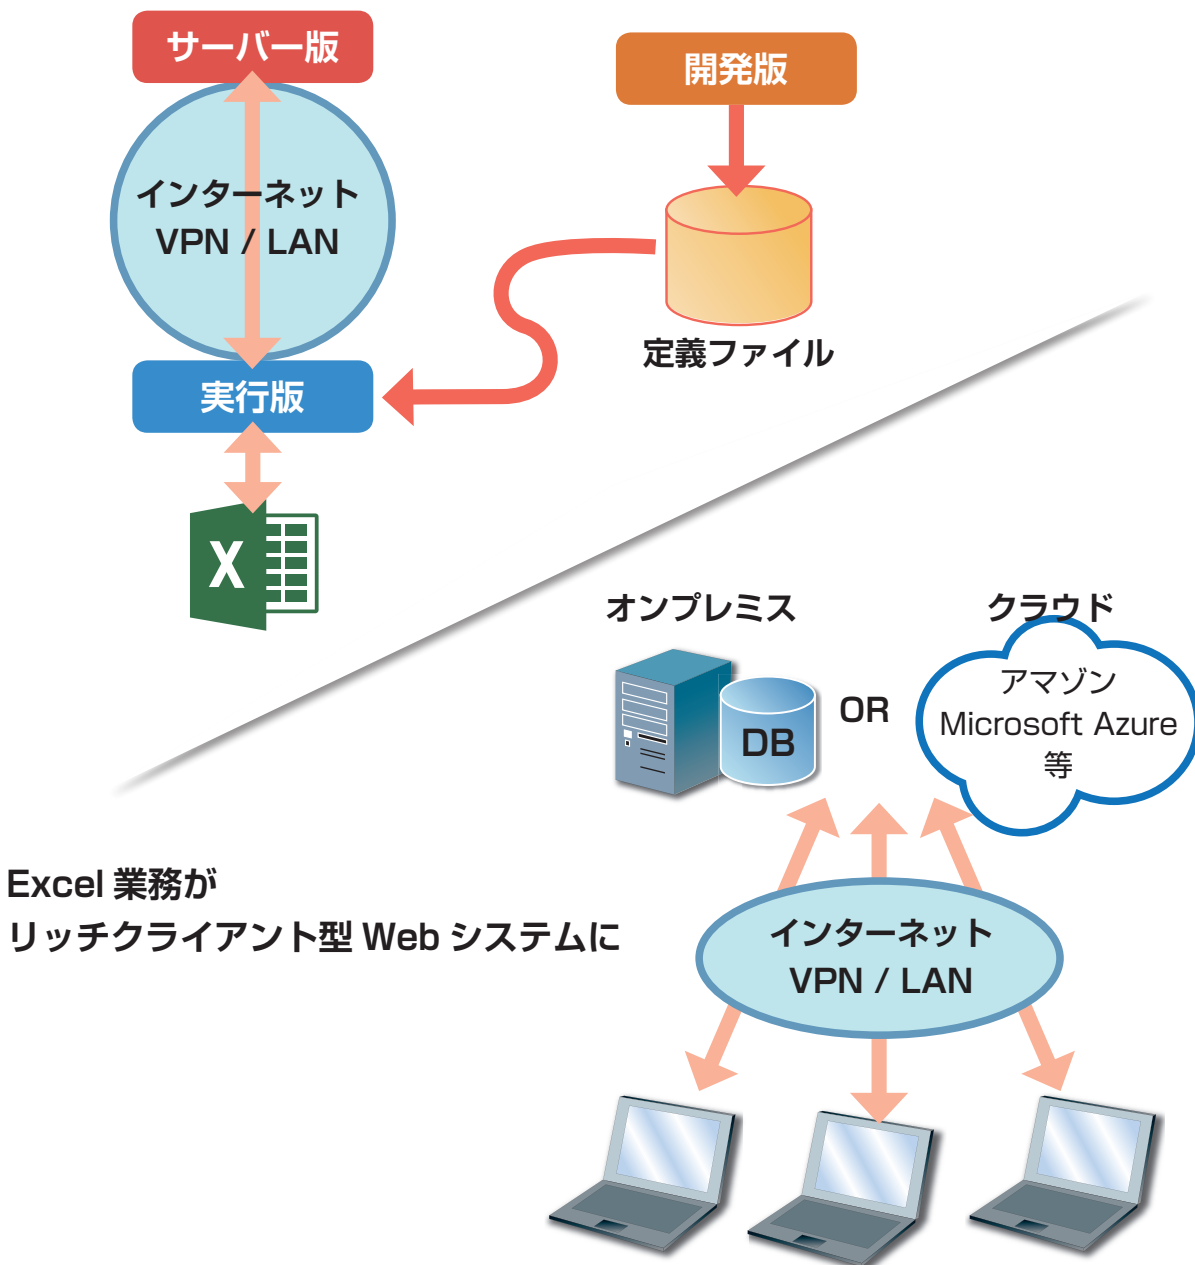 サーバー版
開発版
インターネット
VPN / LAN
定義ファイル
実行版
X
オンプレミス
クラウド
DB
OR
アマゾン
Microsoft Azure
等
Excel 業務が
リッチクライアント型 Web システムに
インターネット
VPN / LAN